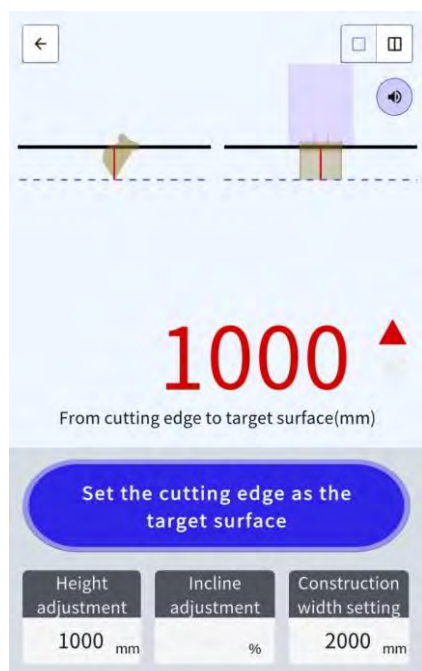 1000
From cutting edge to target surface(mm)
Set the cutting edge as the
target surface
Height
adjustment
Incline
adjustment
Construction
width setting
1000 mm
%
2000 mm